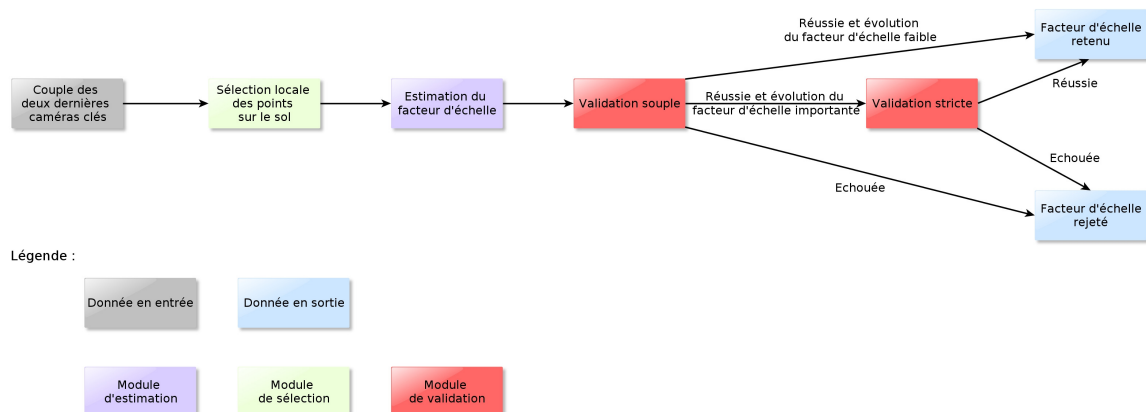 Couple des
deux dernières
caméras clés
Sélection locale
des points
sur le sol
Estimation du
facteur d'échelle
Validation souple
Réussie et évolution
du facteur d'échelle faible
Réussie et évolution du
facteur d'échelle importante
Validation stricte
Facteur d'échelle
retenu
Réussie
Echouée
Echouée
Facteur d'échelle
rejeté
Légende :
Donnée en entrée
Donnée en sortie
Module
d'estimation
Module
de sélection
Module
de validation